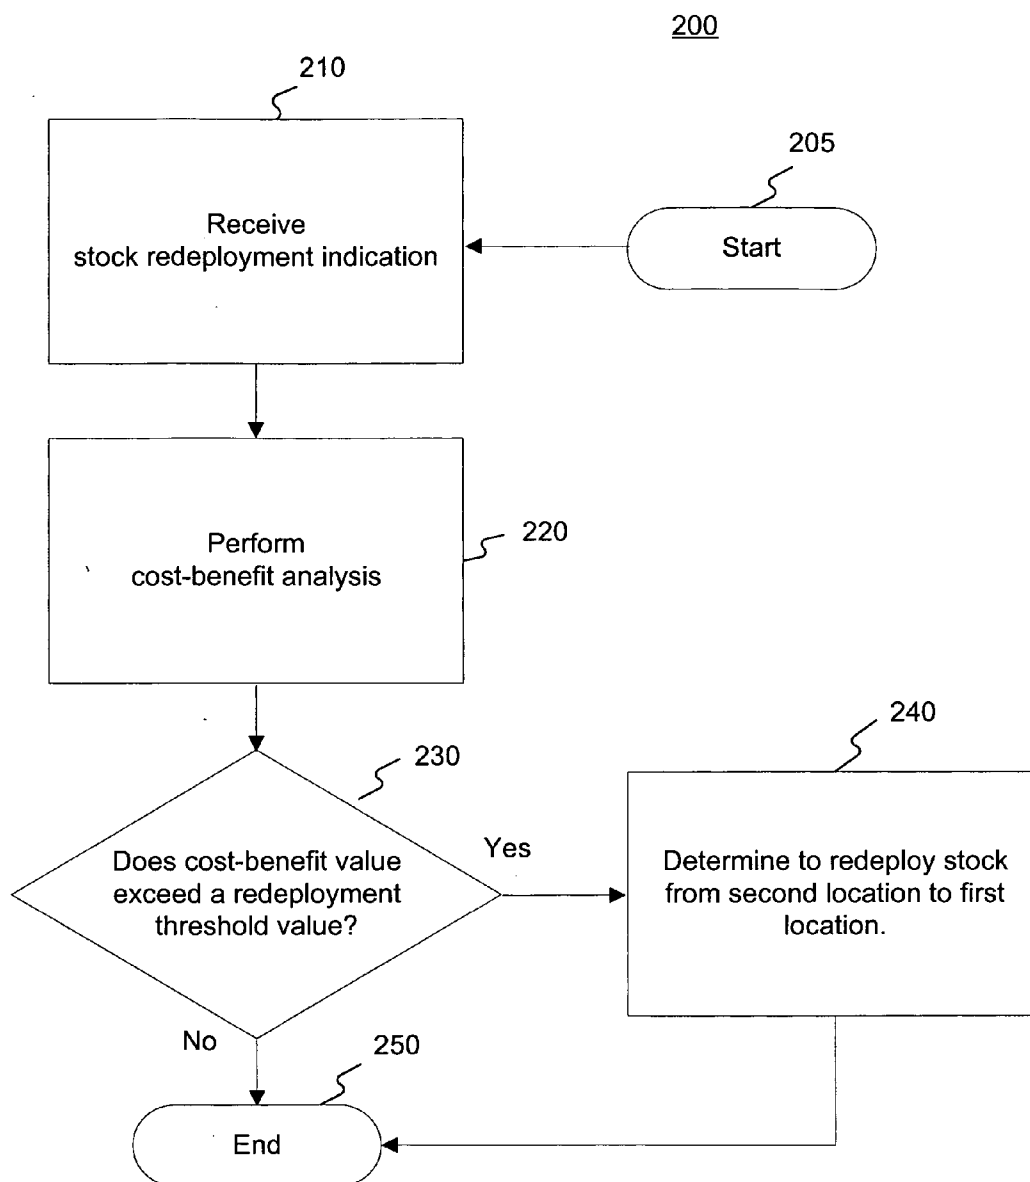 200
210
205
Receive
stock redeployment indication
Start
Perform
cost-benefit analysis
220
230
240
Does cost-benefit value
exceed a redeployment
threshold value?
Yes
Determine to redeploy stock
from second location to first
location.
No
250
End